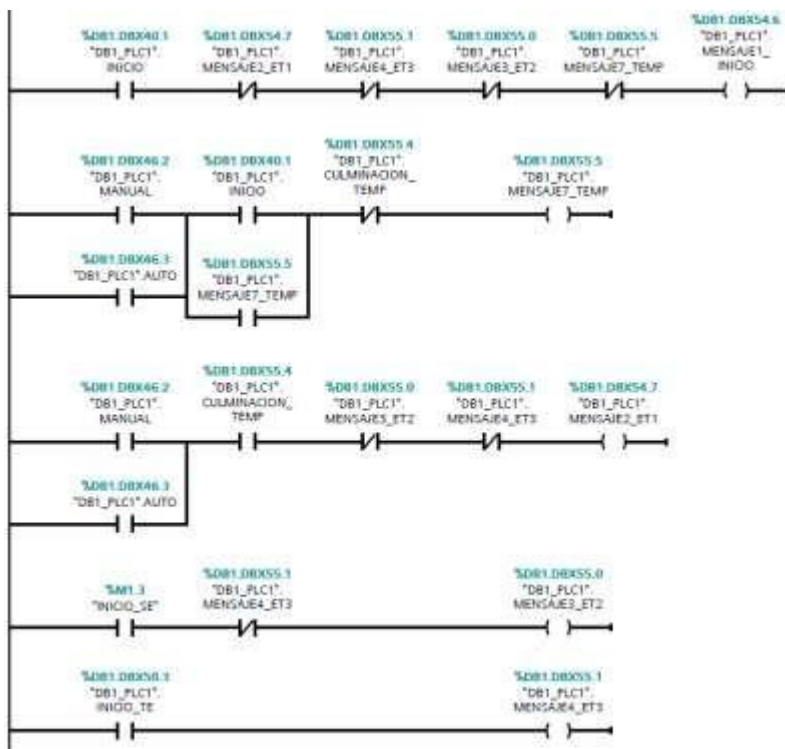 %DB1.DBX40.1
"DB1_PLC1".
INICIO
%DB1.DBX54.7
"DB1_PLC1".
MENSAJE2_ET1
%DB1.DBX55.1
"DB1_PLC1".
MENSAJE4_ET3
%DB1.DBX55.0
"DB1_PLC1".
MENSAJE3_ET2
%DB1.DBX55.5
"DB1_PLC1".
MENSAJE7_TEMP
%DB1.DBX54.6
"DB1_PLC1".
MENSAJE1_
INICIO
%DB1.DBX46.2
"DB1_PLC1".
MANUAL
%DB1.DBX40.1
"DB1_PLC1".
INICIO
%DB1.DBX55.4
"DB1_PLC1".
CULMINACION_
TEMP
%DB1.DBX55.5
"DB1_PLC1".
MENSAJE7_TEMP
%DB1.DBX46.3
"DB1_PLC1".AUTO
%DB1.DBX55.5
"DB1_PLC1".
MENSAJE7_TEMP
%DB1.DBX46.2
"DB1_PLC1".
MANUAL
%DB1.DBX55.4
"DB1_PLC1".
CULMINACION_
TEMP
%DB1.DBX55.0
"DB1_PLC1".
MENSAJE3_ET2
%DB1.DBX55.1
"DB1_PLC1".
MENSAJE4_ET3
%DB1.DBX54.7
"DB1_PLC1".
MENSAJE2_ET1
%DB1.DBX46.3
"DB1_PLC1".AUTO
%M1.3
"INICIO_SE"
%DB1.DBX55.1
"DB1_PLC1".
MENSAJE4_ET3
%DB1.DBX55.0
"DB1_PLC1".
MENSAJE3_ET2
"DB1_PLC1".
INICIO_TE
%DB1.DBX55.1
"DB1_PLC1".
MENSAJE4_ET3